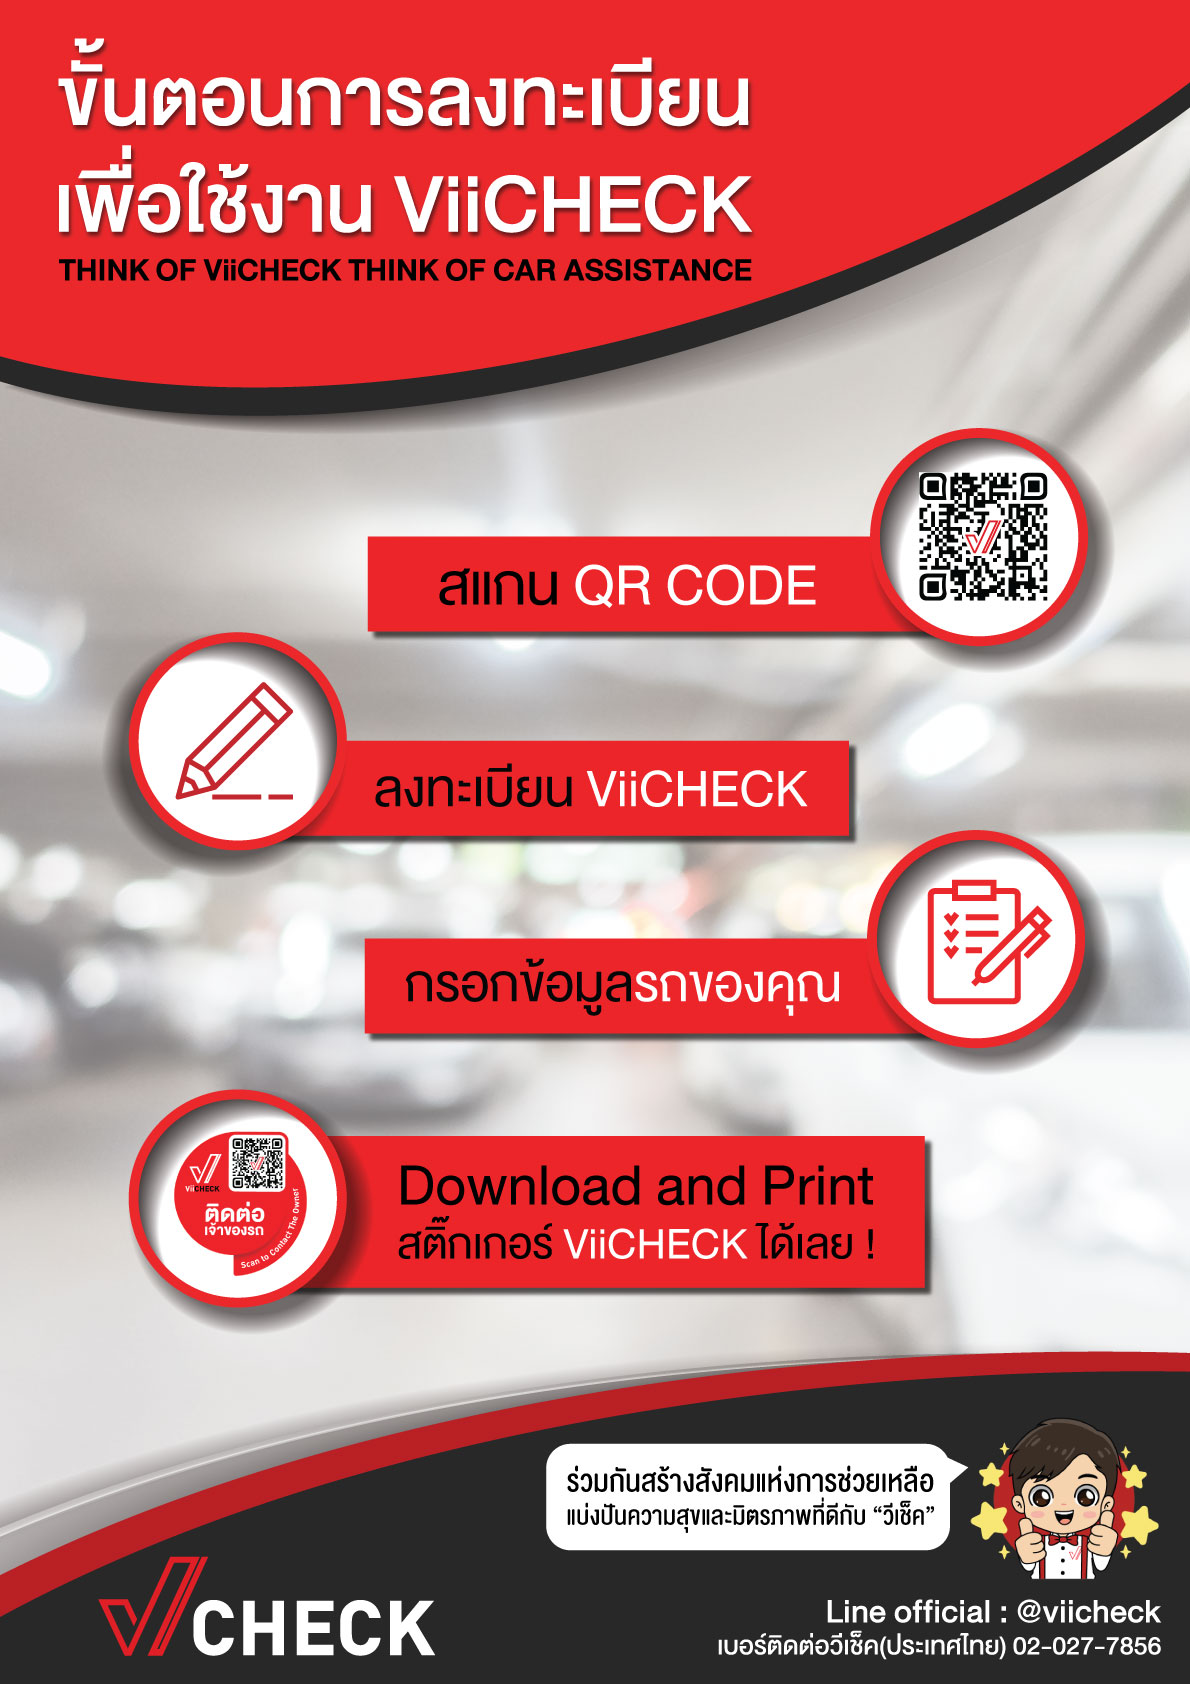 ขั้นตอนการลงทะเบียน
เพื่อใช้งาน ViiCHECK
THINK OF ViiCHECK THINK OF CAR ASSISTANCE
สแกน QR CODE
ลงทะเบียน ViiCHECK
กรอกข้อมูลรถของคุณ
ViiCHECK
ติดต่อ
เจ้าของรถ
Scan to Contact The Owner
Download and Print
สติ๊กเกอร์ ViiCHECK ได้เลย !
ร่วมกันสร้างสังคมแห่งการช่วยเหลือ
แบ่งปันความสุขและมิตรภาพที่ดีกับ “วีเช็ค”
ViiCHECK
Line official : @viicheck
เบอร์ติดต่อวีเช็ค(ประเทศไทย) 02-027-7856